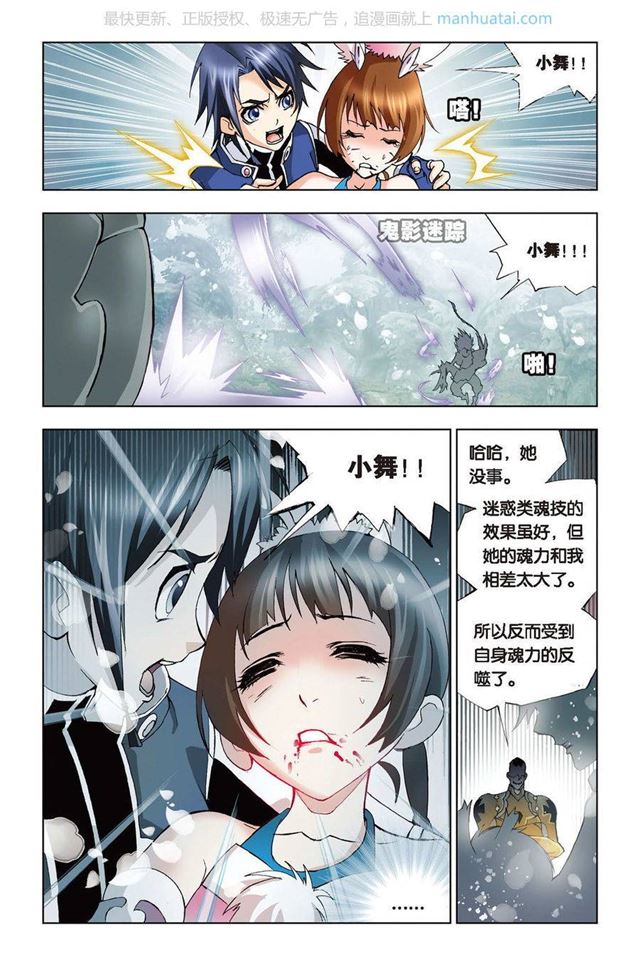 最快更新、正版授权、极速无广告，追漫画就上 manhuatai.com
小舞!!
嗒!
鬼影迷踪
小舞!!!
啪!
小舞!!
哈哈，她
没事。
迷惑类魂技的
效果虽好，但
她的魂力和我
相差太大了。
所以反而受到
自身魂力的反
噬了。
……